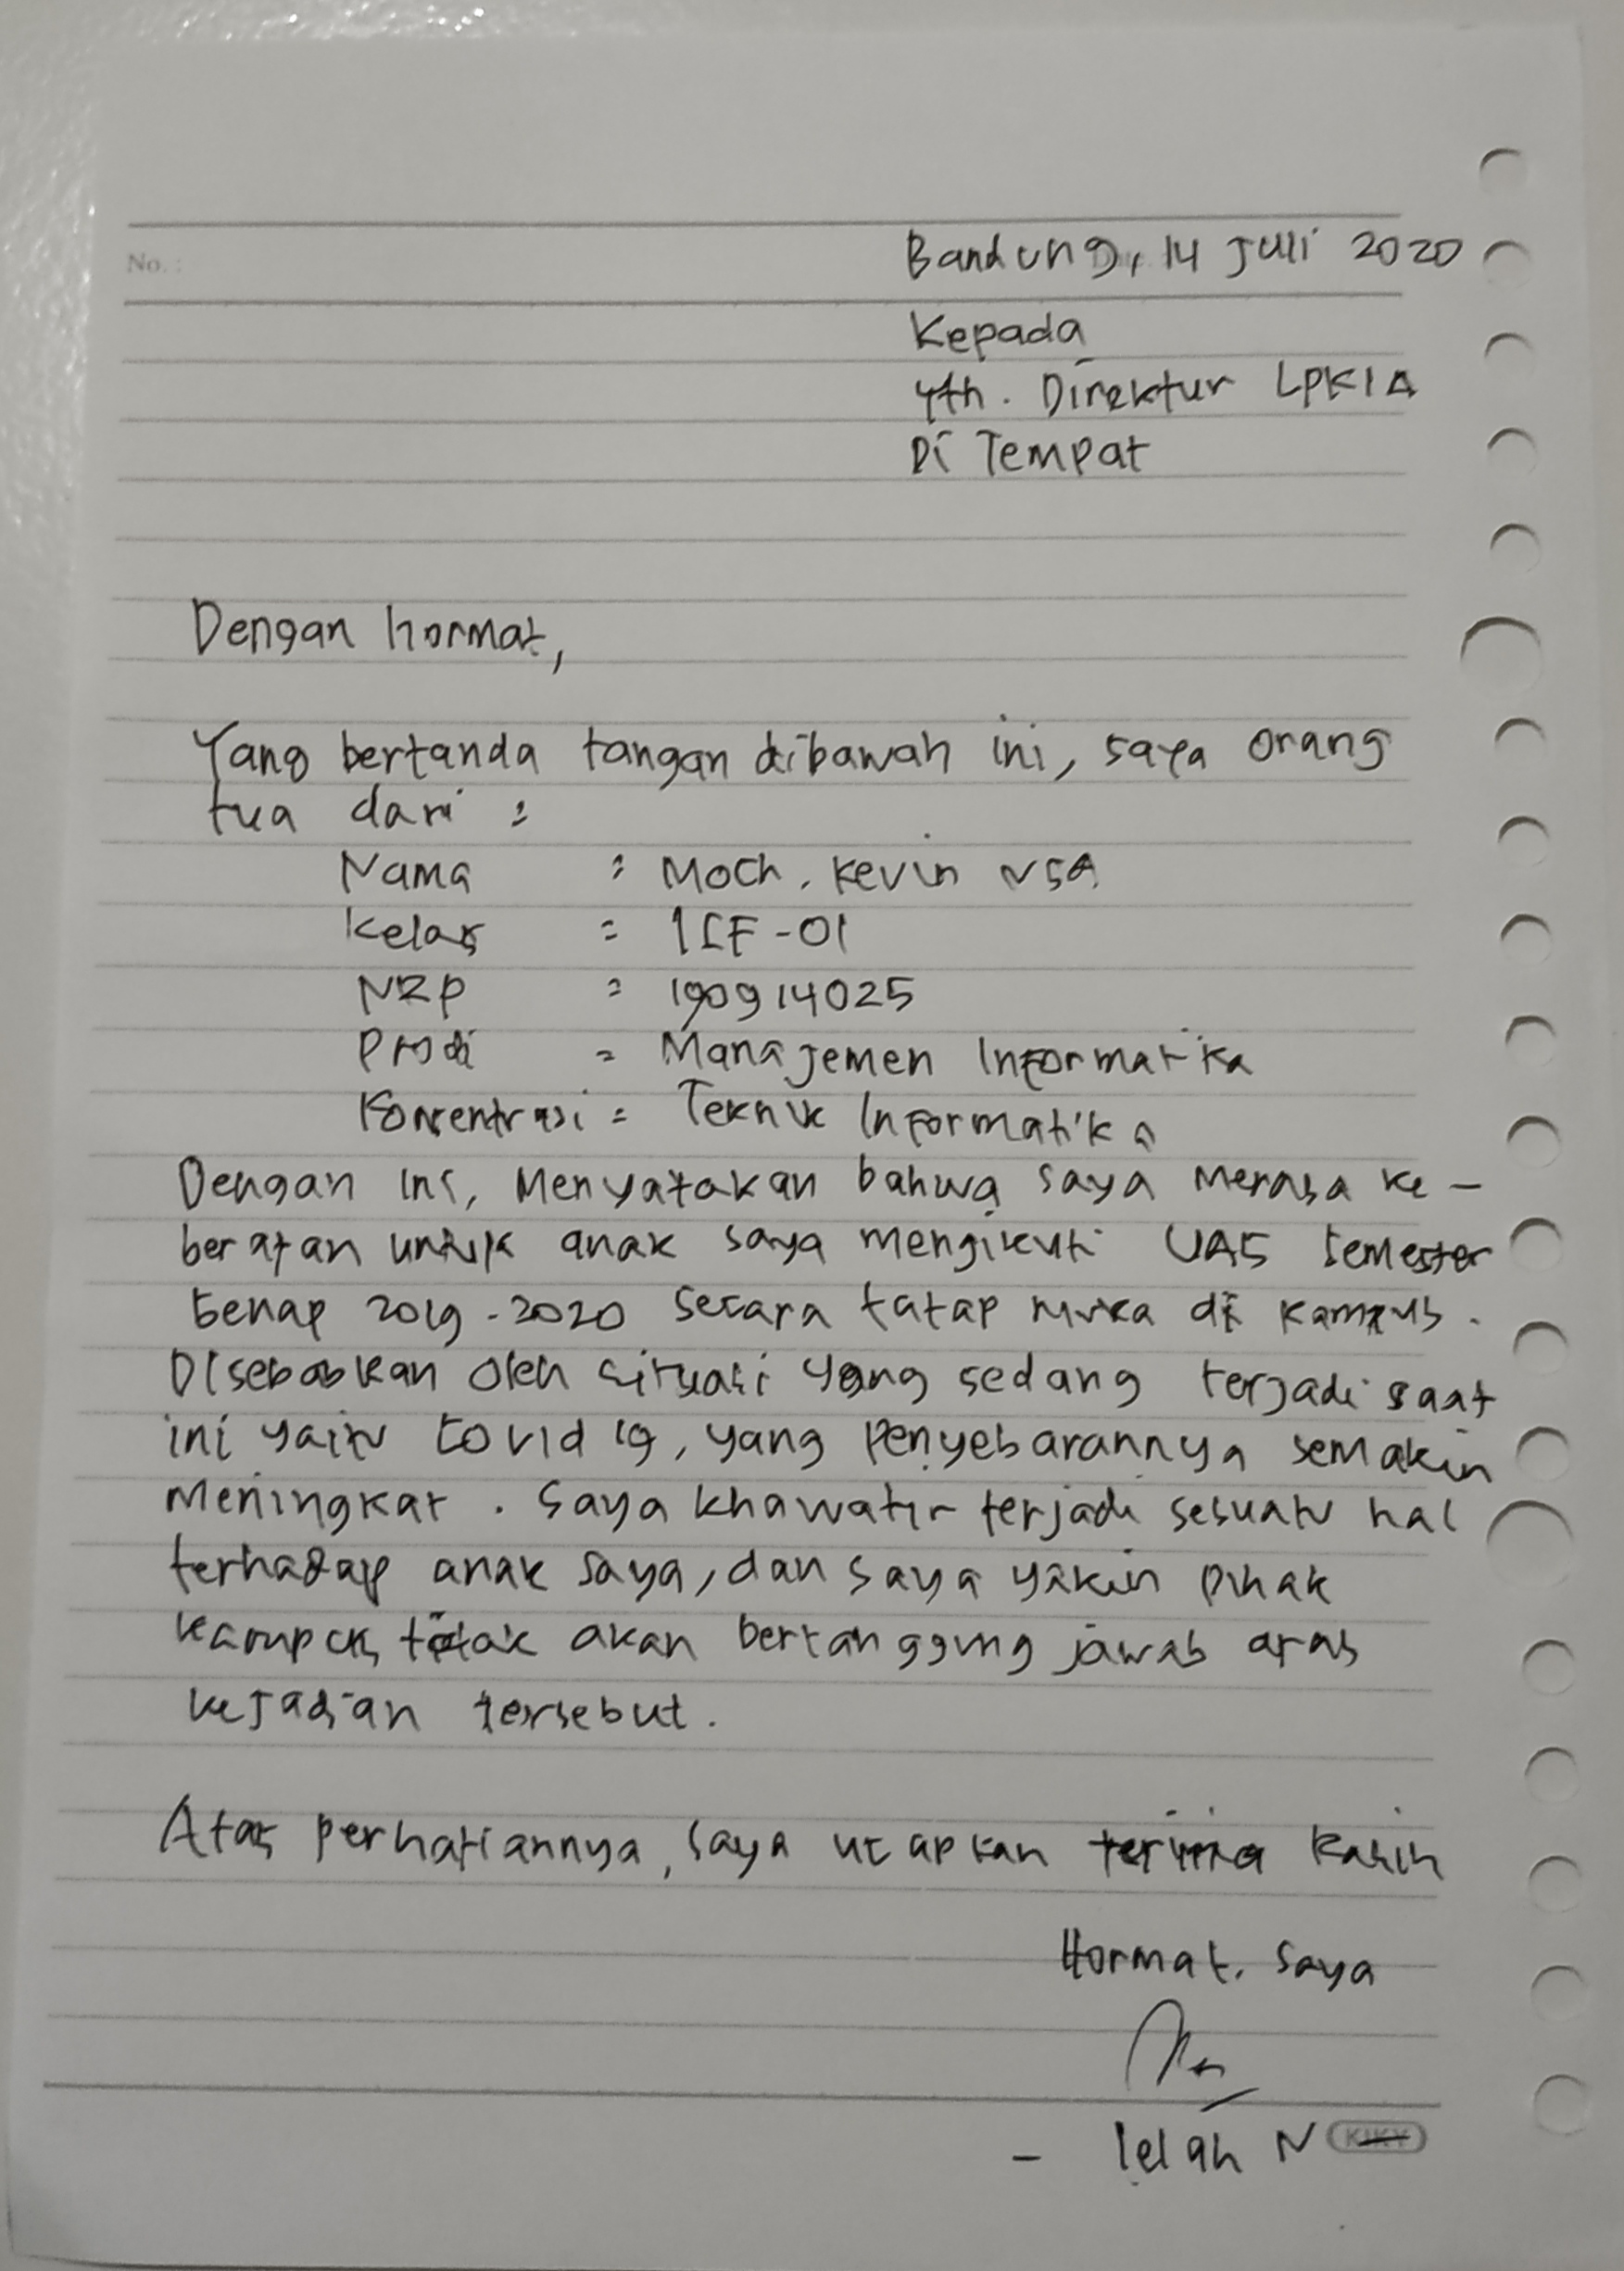 No. :
Bandung, 14 Juli 2020
Kepada
Yth. Direktur LPKIA
Di Tempat
Dengan hormat,
Yang bertanda tangan dibawah ini, saya orang
tua dari :
Nama : Moch. Kevin NSA
Kelas : 1IF-01
NRP : 190914025
Prodi : Manajemen Informatika
Konsentrasi : Teknik Informatika
Dengan ini, Menyatakan bahwa saya merasa ke-
beratan untuk anak saya mengikuti UAS Semester
Genap 2019-2020 Secara tatap muka di kampus.
Disebabkan oleh situasi yang sedang terjadi saat
ini yaitu Covid 19, yang Penyebarannya semakin
Meningkat. Saya khawatir terjadi sesuatu hal
terhadap anak saya, dan saya yakin pihak
kampus tidak akan bertanggung jawab atas
kejadian tersebut.
Atas perhatiannya, saya ucapkan terima kasih
Hormat. Saya
- N
KIKY